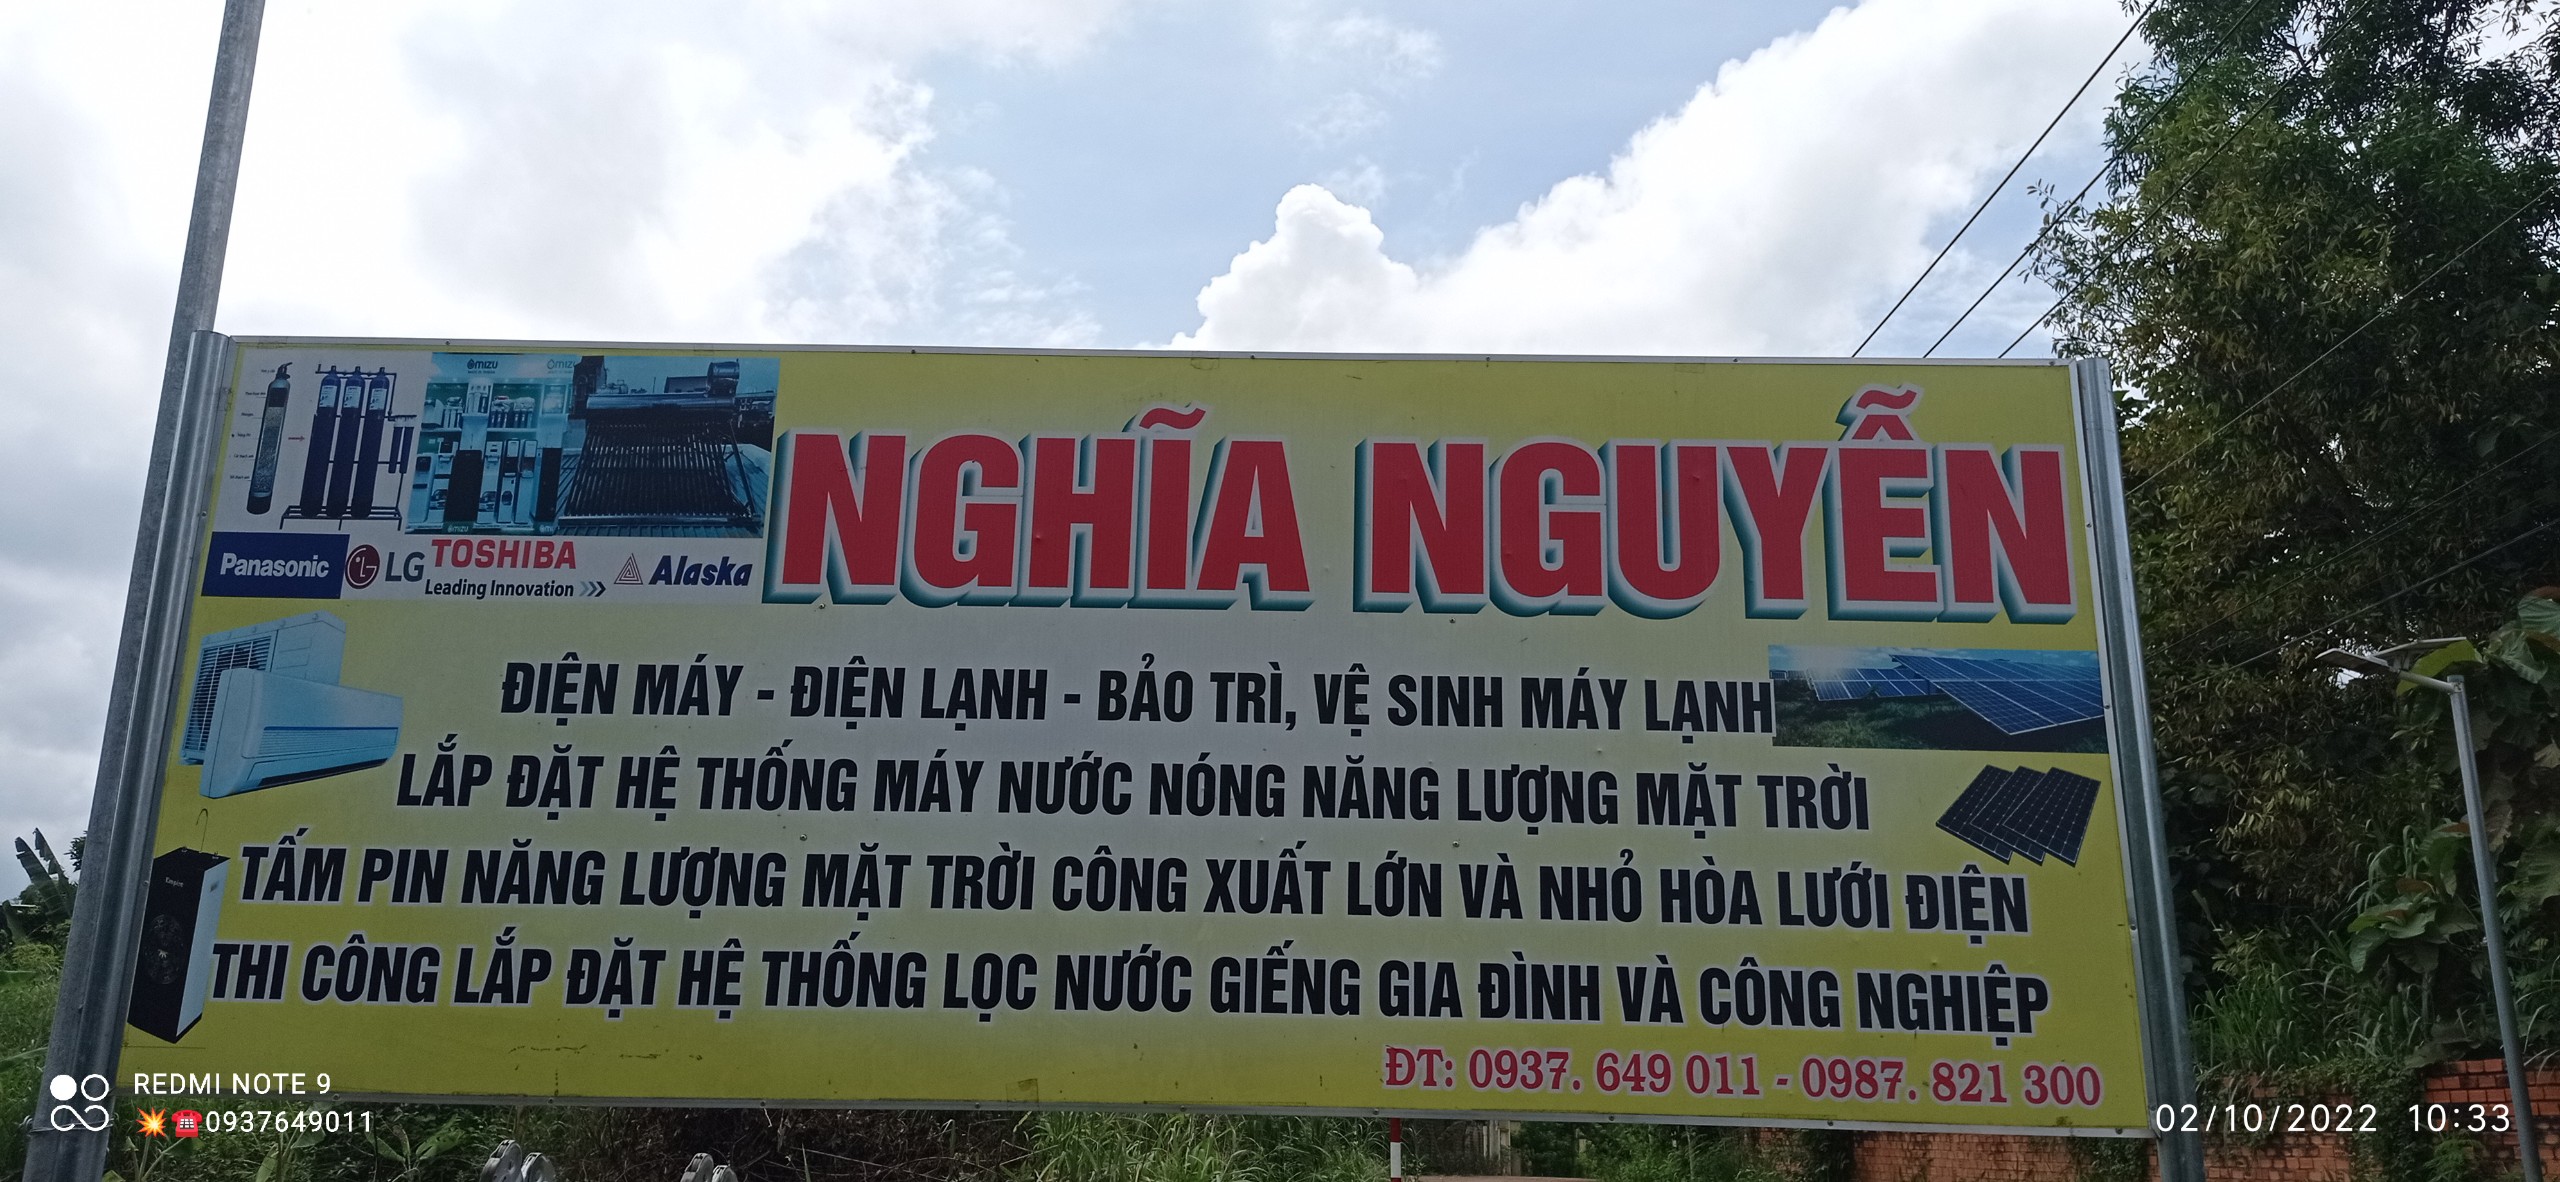 OMIZU
OMIZU
NGHĨA NGUYỄN
Panasonic
LG
TOSHIBA
Leading Innovation
Alaska
ĐIỆN MÁY - ĐIỆN LẠNH - BẢO TRÌ, VỆ SINH MÁY LẠNH
LẮP ĐẶT HỆ THỐNG MÁY NƯỚC NÓNG NĂNG LƯỢNG MẶT TRỜI
TẤM PIN NĂNG LƯỢNG MẶT TRỜI CÔNG XUẤT LỚN VÀ NHỎ HÒA LƯỚI ĐIỆN
Empire
THI CÔNG LẮP ĐẶT HỆ THỐNG LỌC NƯỚC GIẾNG GIA ĐÌNH VÀ CÔNG NGHIỆP
ĐT: 0937. 649 011 - 0987. 821 300
REDMI NOTE 9
0937649011
02/10/2022 10:33